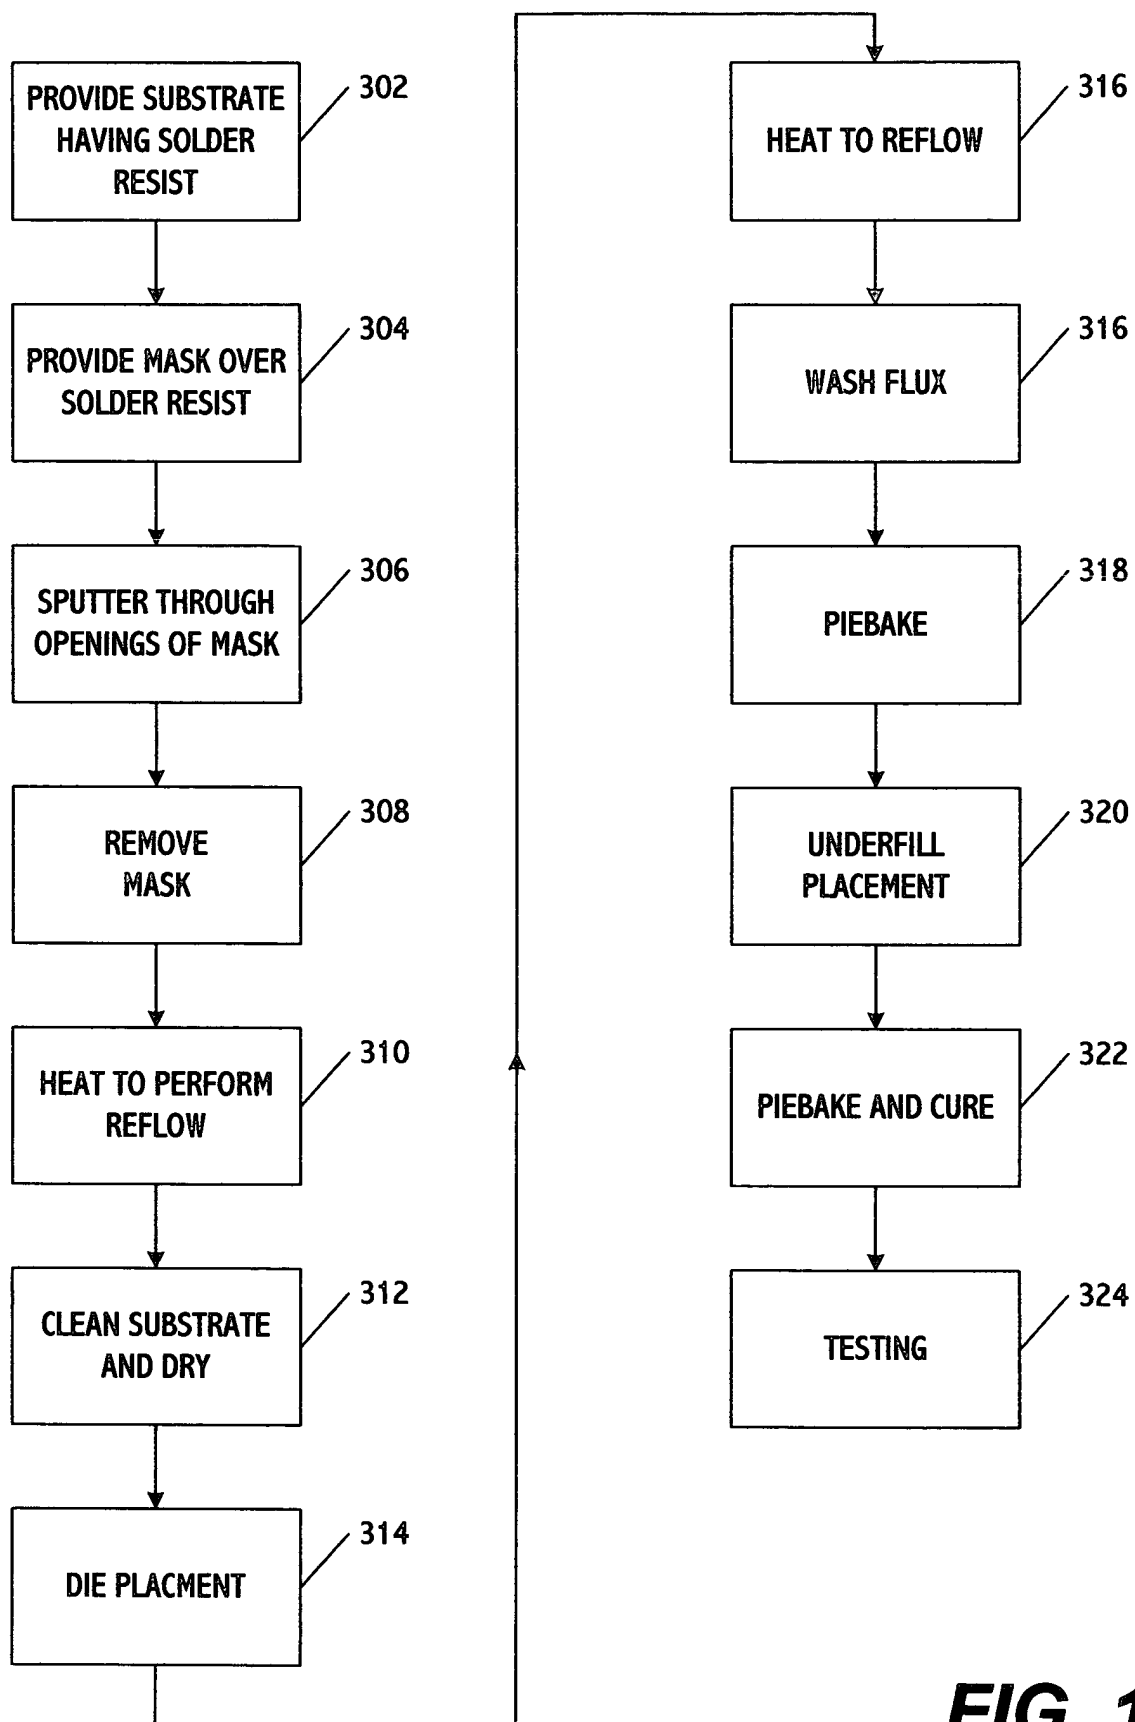 PROVIDE SUBSTRATE
HAVING SOLDER
RESIST
302
PROVIDE MASK OVER
SOLDER RESIST
304
SPUTTER THROUGH
OPENINGS OF MASK
306
REMOVE
MASK
308
HEAT TO PERFORM
REFLOW
310
CLEAN SUBSTRATE
AND DRY
312
DIE PLACMENT
314
HEAT TO REFLOW
316
WASH FLUX
316
PIEBAKE
318
UNDERFILL
PLACEMENT
320
PIEBAKE AND CURE
322
TESTING
324
FIG. 1